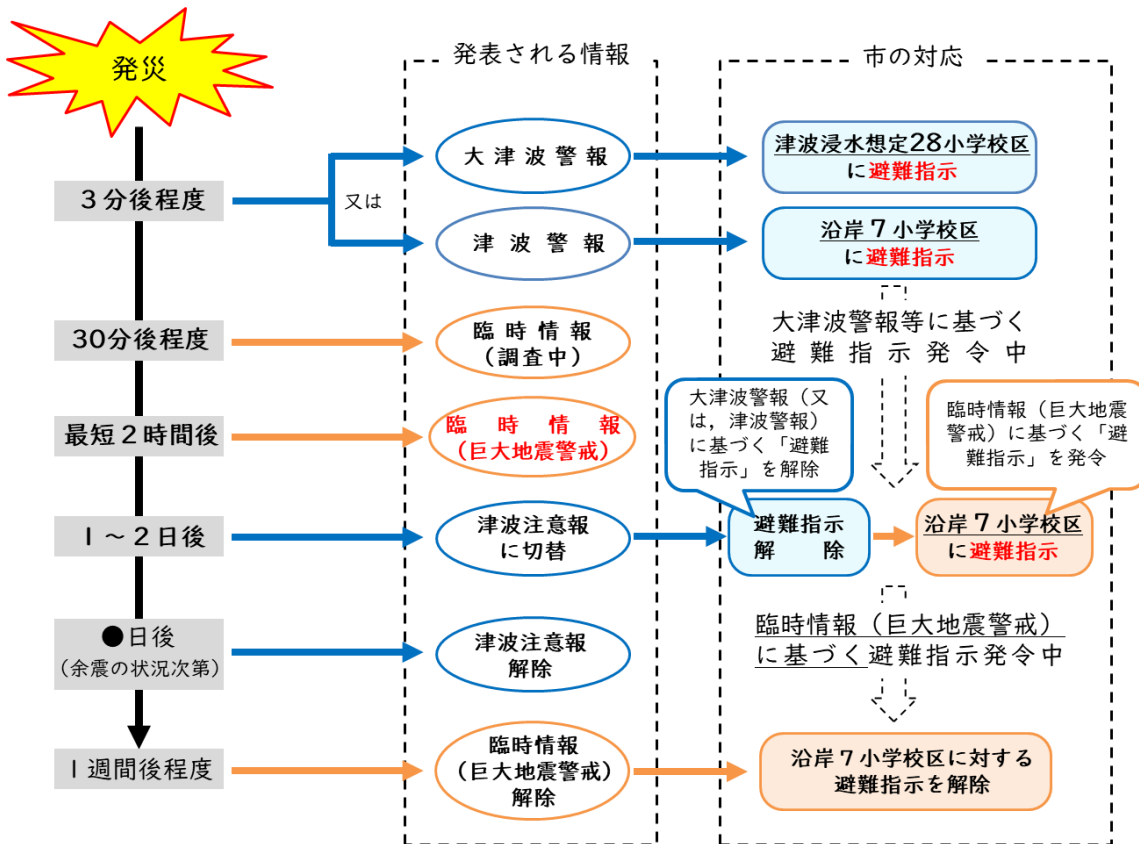 発災
発表される情報
市の対応
3分後程度
又は
大津波警報
津波警報
津波浸水想定28小学校区
に避難指示
沿岸7小学校区
に避難指示
30分後程度
臨時情報
(調査中)
大津波警報等に基づく
避難指示発令中
最短2時間後
臨時情報
(巨大地震警戒)
大津波警報(又
は，津波警報)
に基づく「避難
指示」を解除
臨時情報(巨大地震
警戒)に基づく「避
難指示」を発令
1～2日後
津波注意報
に切替
避難指示
解除
沿岸7小学校区
に避難指示
●日後
(余震の状況次第)
津波注意報
解除
臨時情報(巨大地震警戒)
に基づく避難指示発令中
1週間後程度
臨時情報
(巨大地震警戒)
解除
沿岸7小学校区に対する
避難指示を解除